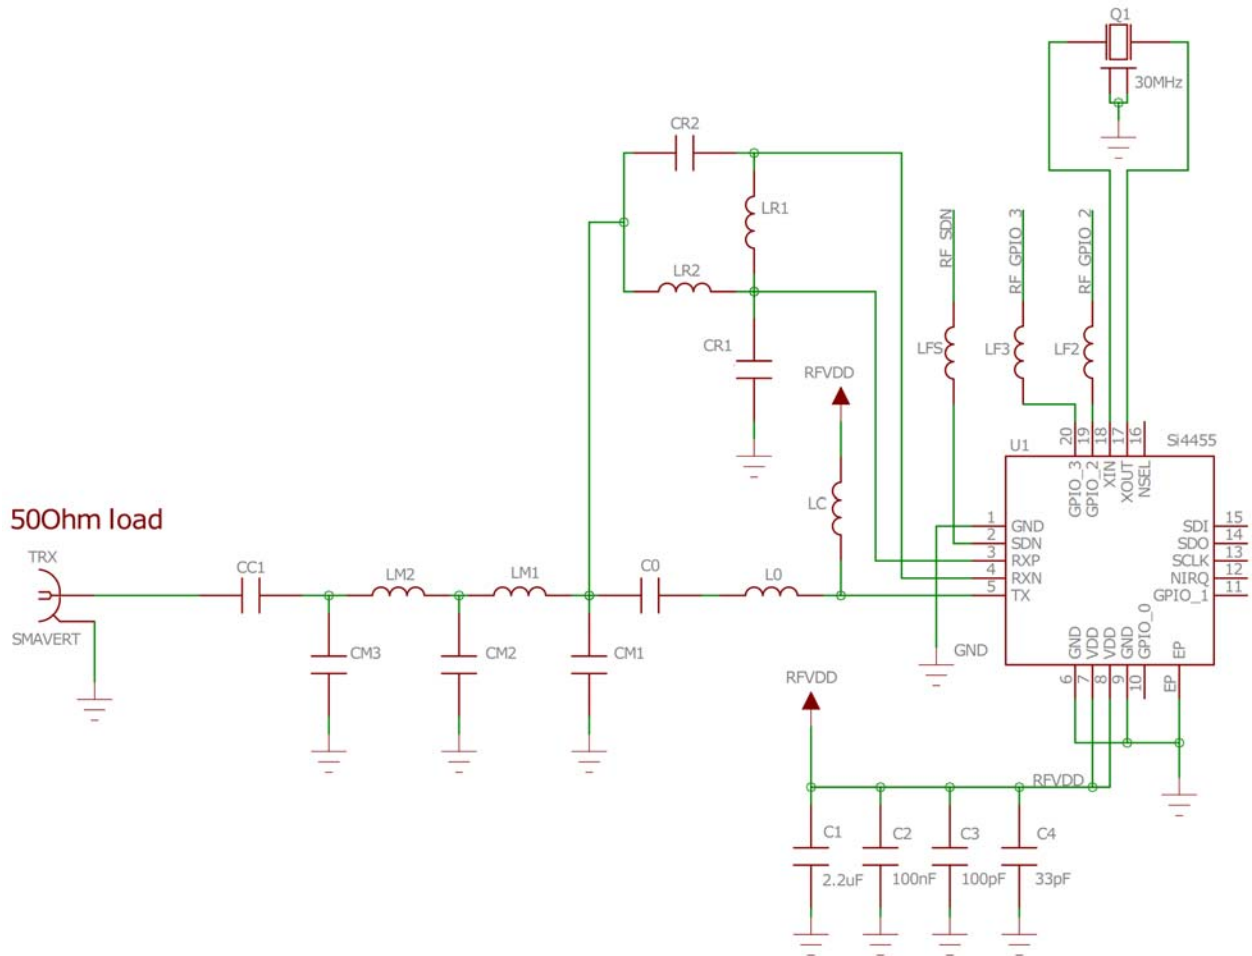 Q1
30MHz
CR2
LR1
RF_SDN
RF_GPIO_3
RF_GPIO_2
LR2
CR1
LFS
LF3
LF2
RFVDD
U1
Si4455
20
19
18
17
16
GPIO_3
GPIO_2
XIN
XOUT
NSEL
LC
50Ohm load
TRX
SMAVERT
CC1
LM2
LM1
C0
L0
1 GND
2 SDN
3 RXP
4 RXN
5 TX
SDI 15
SDO 14
SCLK 13
NIRQ 12
GPIO_1 11
CM3
CM2
CM1
GND
GND
VDD
VDD
GND
GPIO_0
EP
6
7
8
9
10
EP
RFVDD
RFVDD
C1
C2
C3
C4
2.2uF
100nF
100pF
33pF